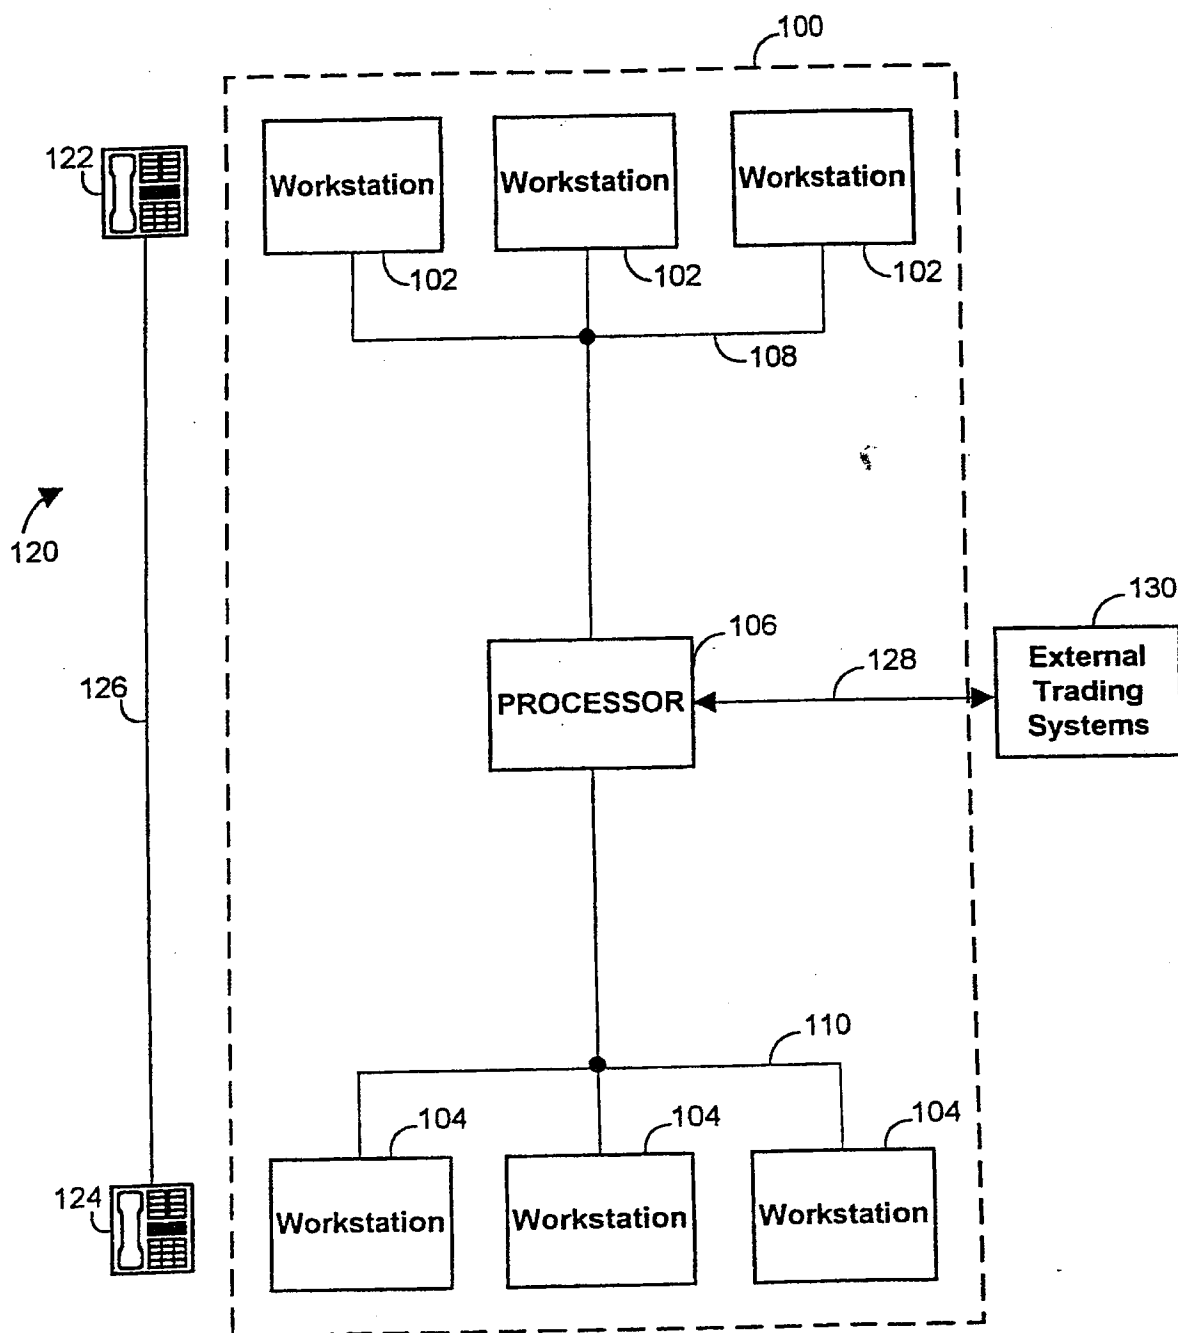 100
122
Workstation
Workstation
Workstation
102
102
102
108
120
106
PROCESSOR
128
130
External
Trading
Systems
126
110
104
104
104
124
Workstation
Workstation
Workstation